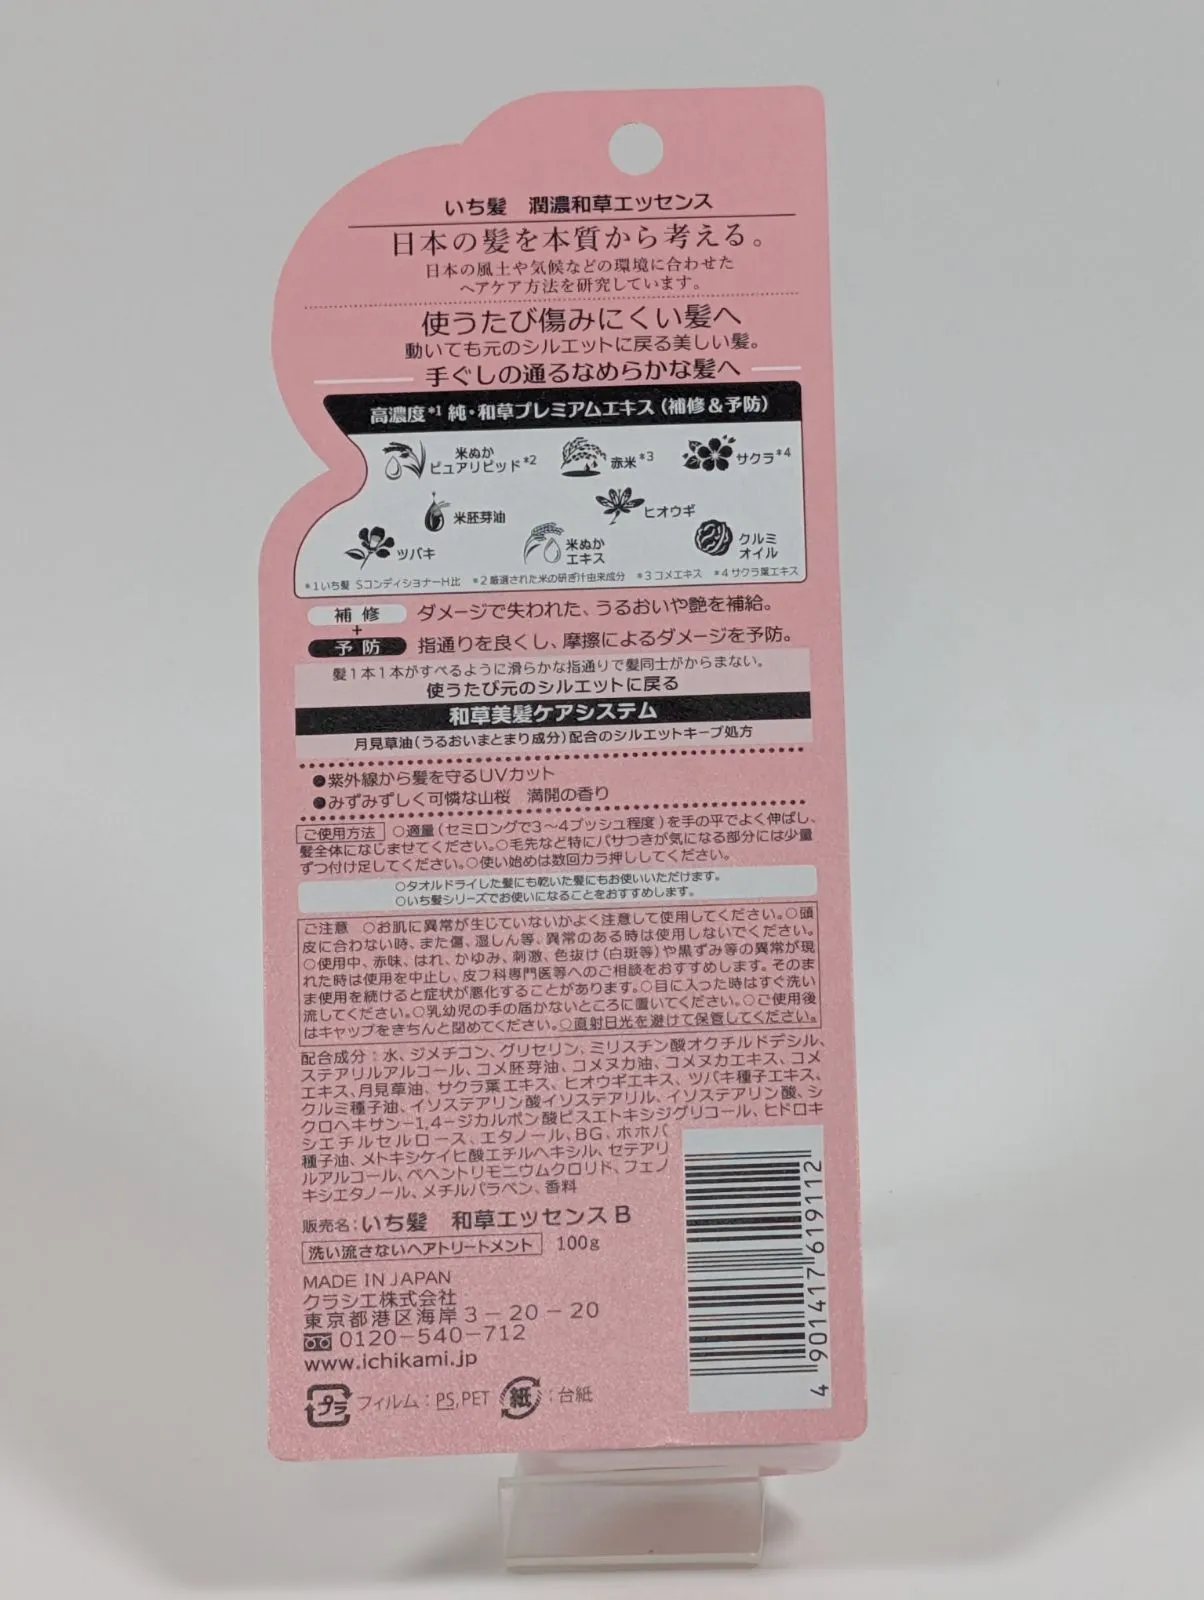 いち髪　潤濃和草エッセンス
日本の髪を本質から考える。
日本の風土や気候などの環境に合わせた
ヘアケア方法を研究しています。
使うたび傷みにくい髪へ
動いても元のシルエットに戻る美しい髪。
手ぐしの通るなめらかな髪へ
高濃度*1 純・和草プレミアムエキス（補修＆予防）
米ぬか
ピュアリピッド*2
赤米*3
サクラ*4
米胚芽油
ヒオウギ
ツバキ
米ぬか
エキス
クルミ
オイル
*1いち髪 SコンディショナーH比　*2厳選された米の研ぎ汁由来成分　*3コメエキス　*4サクラ葉エキス
補修 ダメージで失われた、うるおいや艶を補給。
+
予防 指通りを良くし、摩擦によるダメージを予防。
髪1本1本がすべるように滑らかな指通りで髪同士がからまない。
使うたび元のシルエットに戻る
和草美髪ケアシステム
月見草油（うるおいまとまり成分）配合のシルエットキープ処方
●紫外線から髪を守るUVカット
●みずみずしく可憐な山桜　満開の香り
ご使用方法 ○適量（セミロングで3〜4プッシュ程度）を手の平でよく伸ばし、
髪全体になじませてください。○毛先など特にパサつきが気になる部分には少量
ずつ付け足してください。○使い始めは数回カラ押ししてください。
○タオルドライした髪にも乾いた髪にもお使いいただけます。
○いち髪シリーズでお使いになることをおすすめします。
ご注意　○お肌に異常が生じていないかよく注意して使用してください。○頭
皮に合わない時、また傷、湿しん等、異常のある時は使用しないでください。
○使用中、赤味、はれ、かゆみ、刺激、色抜け（白斑等）や黒ずみ等の異常が現
れた時は使用を中止し、皮フ科専門医等へのご相談をおすすめします。そのま
ま使用を続けると症状が悪化することがあります。○目に入った時はすぐ洗い
流してください。○乳幼児の手の届かないところに置いてください。○ご使用後
はキャップをきちんと閉めてください。○直射日光を避けて保管してください。
配合成分：水、ジメチコン、グリセリン、ミリスチン酸オクチルドデシル、
ステアリルアルコール、コメ胚芽油、コメヌカ油、コメヌカエキス、コメ
エキス、月見草油、サクラ葉エキス、ヒオウギエキス、ツバキ種子エキス、
クルミ種子油、イソステアリン酸イソステアリル、イソステアリン酸、シ
クロヘキサン-1,4-ジカルボン酸ビスエトキシジグリコール、ヒドロキ
シエチルセルロース、エタノール、BG、ホホバ
種子油、メトキシケイヒ酸エチルヘキシル、セテアリ
ルアルコール、ベヘントリモニウムクロリド、フェノ
キシエタノール、メチルパラベン、香料
販売名：いち髪　和草エッセンス B
洗い流さないヘアトリートメント 100g
MADE IN JAPAN
クラシエ株式会社
東京都港区海岸3-20-20
0120-540-712
www.ichikami.jp
プラ フィルム：PS,PET 紙：台紙
4 901417 619112